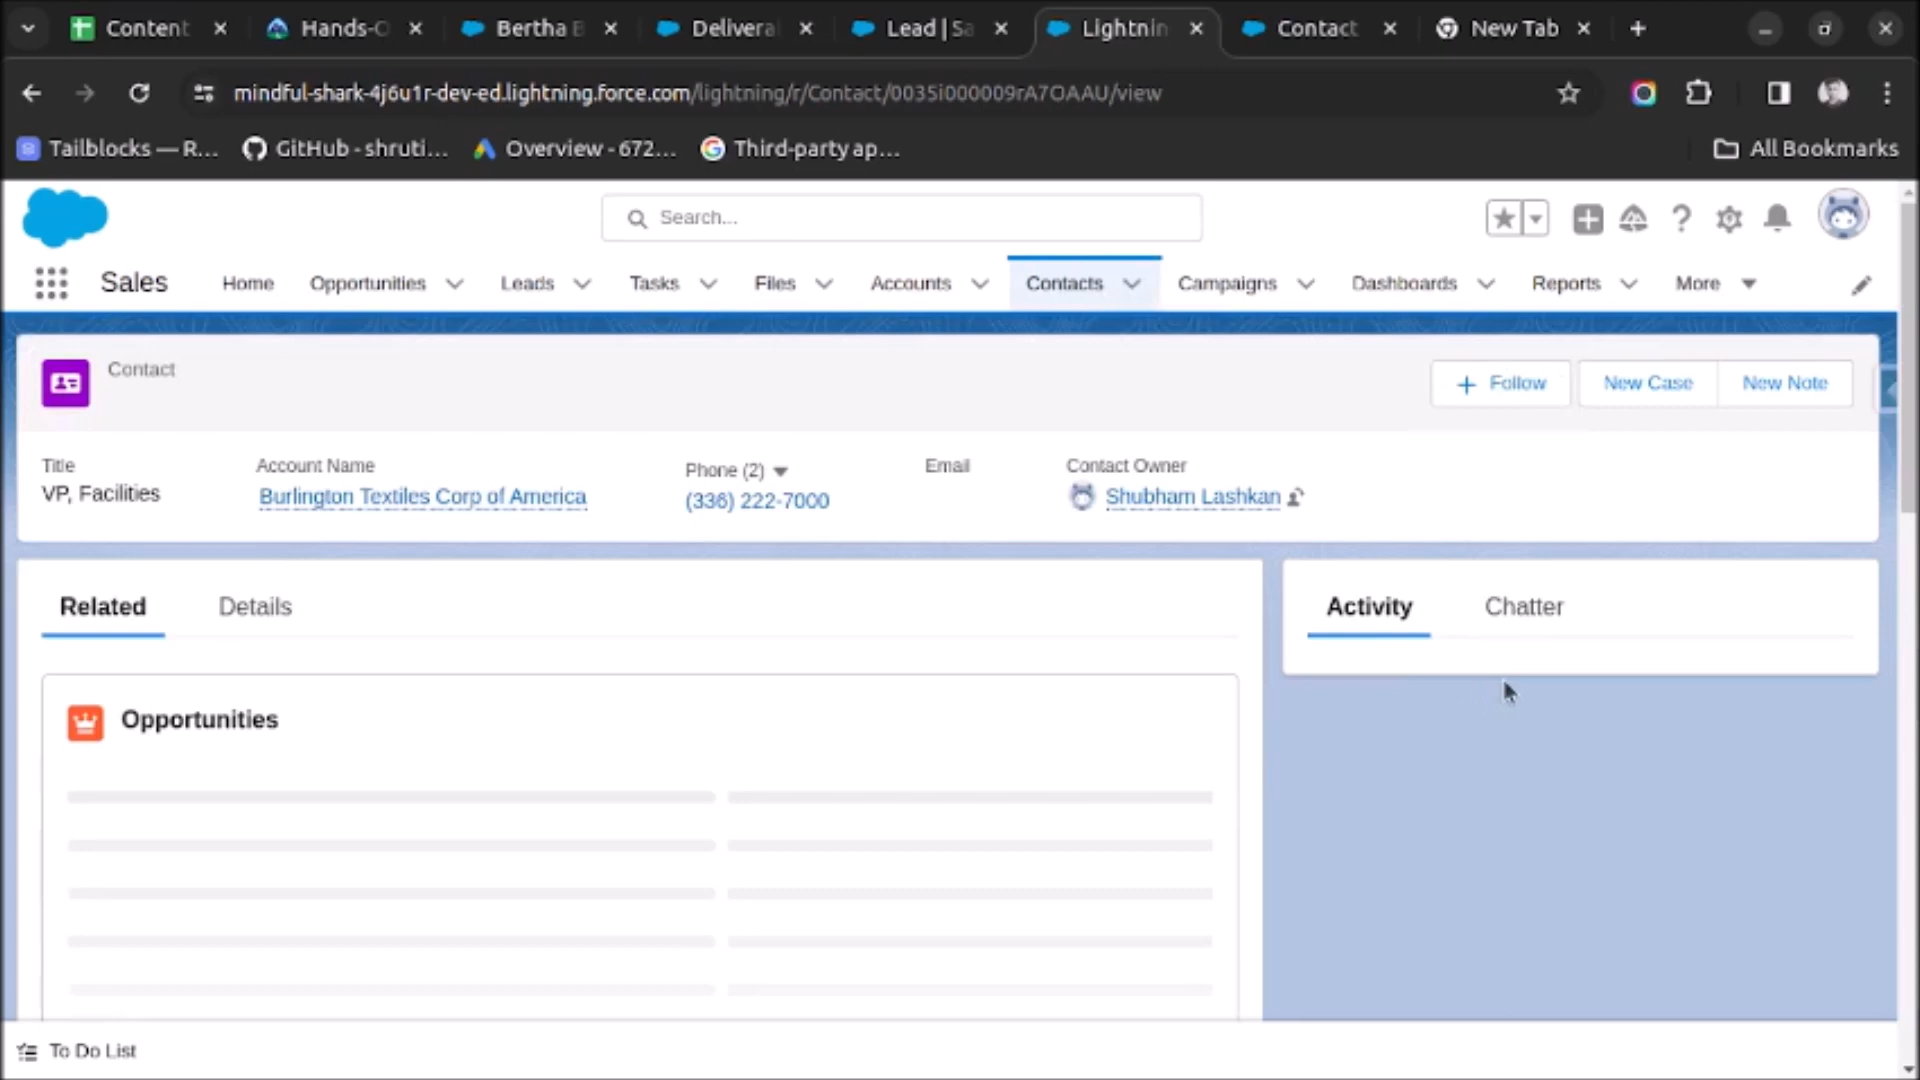 Content
Hands-O
Bertha B
Delivera
Lead | Sa
Lightnin
Contact
New Tab
mindful-shark-4j6u1r-dev-ed.lightning.force.com/lightning/r/Contact/0035i000009rA7OAAU/view
Tailblocks — R...
GitHub - shruti...
Overview - 672...
Third-party ap...
All Bookmarks
Search...
Sales
Home
Opportunities
Leads
Tasks
Files
Accounts
Contacts
Campaigns
Dashboards
Reports
More
Contact
Follow
New Case
New Note
Title
Account Name
Phone (2)
Email
Contact Owner
VP, Facilities
Burlington Textiles Corp of America
(336) 222-7000
Shubham Lashkan
Related
Details
Activity
Chatter
Opportunities
To Do List